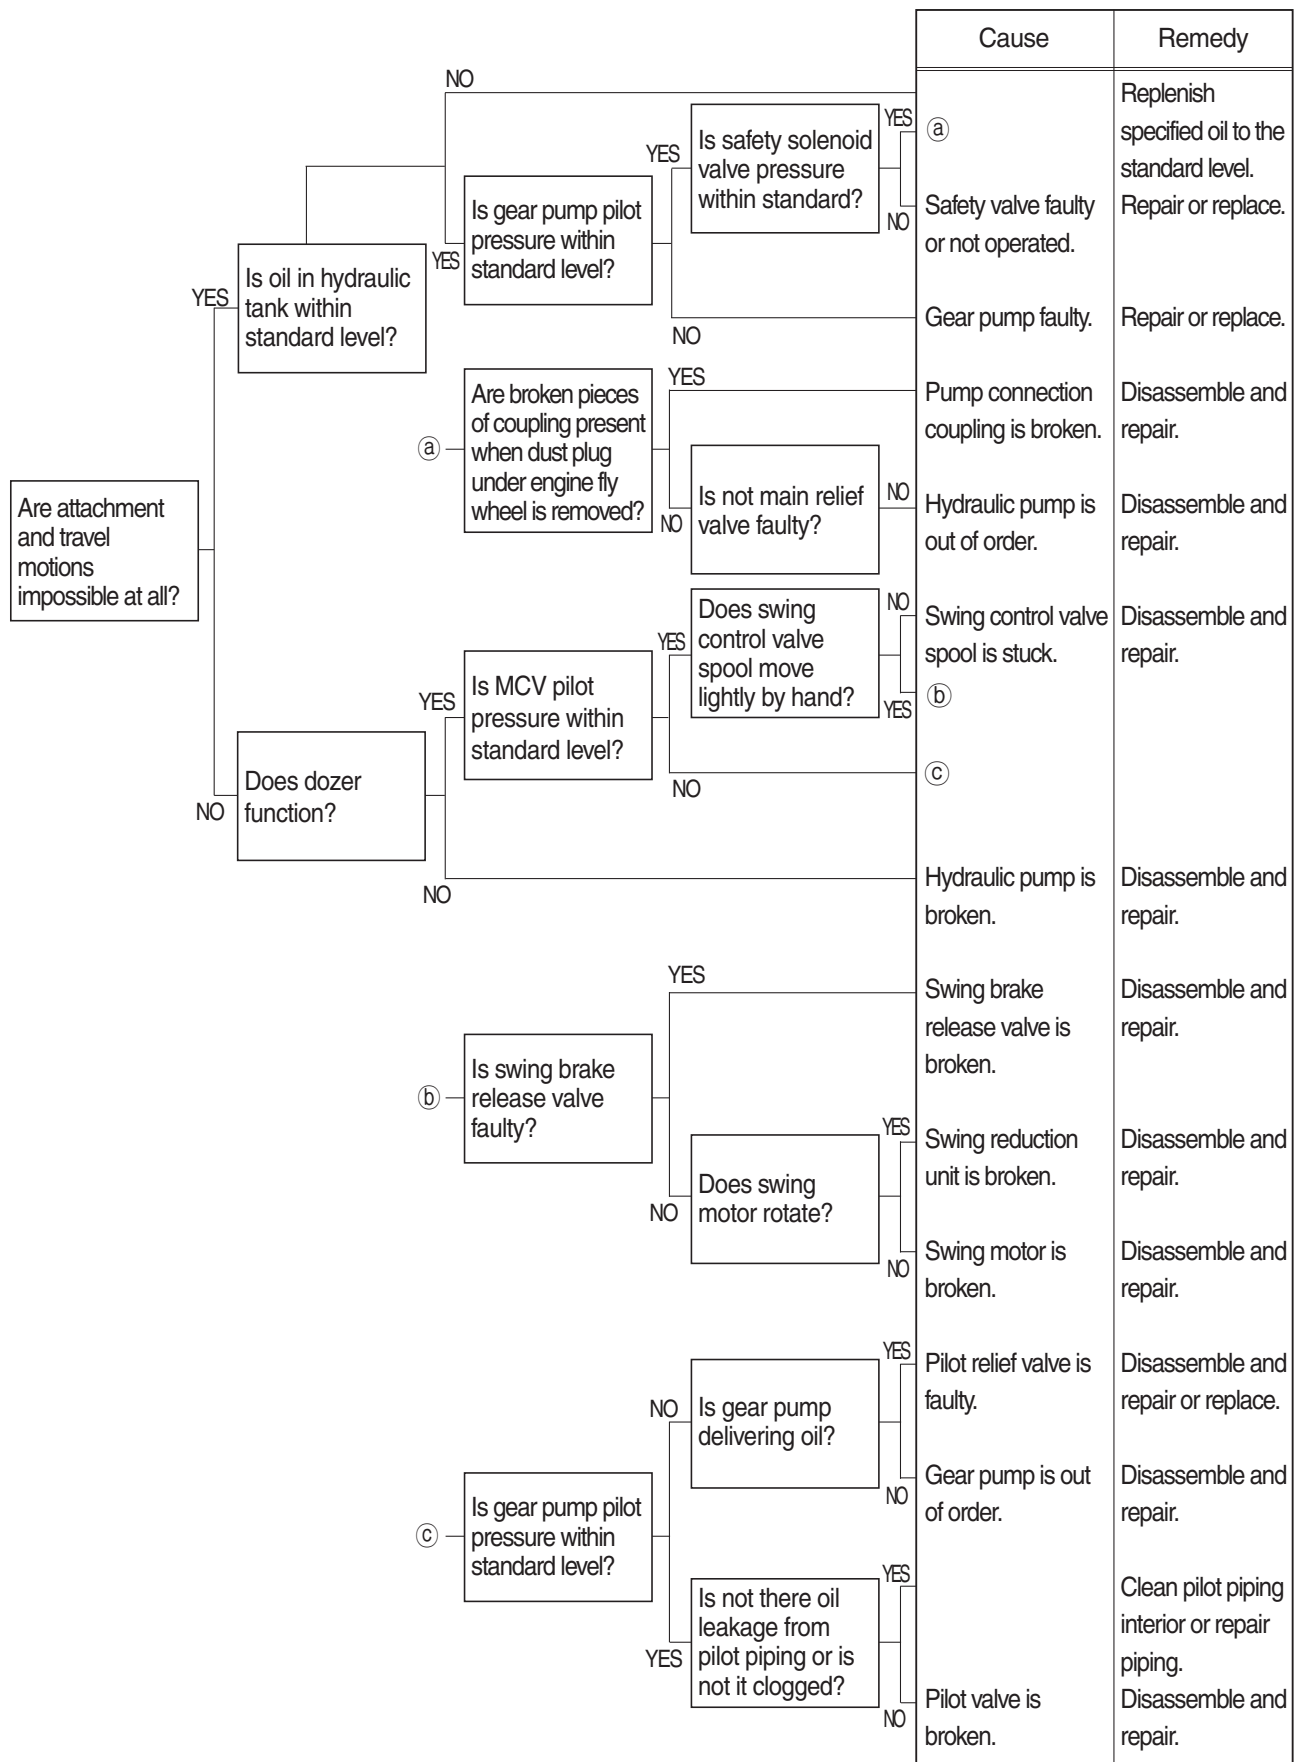 Cause
Remedy
NO
Replenish
specified oil to the
standard level.
YES
ⓐ
Is safety solenoid
valve pressure
within standard?
YES
NO
Safety valve faulty
or not operated.
Repair or replace.
Is gear pump pilot
pressure within
standard level?
YES
Is oil in hydraulic
tank within
standard level?
YES
NO
Gear pump faulty.
Repair or replace.
YES
Pump connection
coupling is broken.
Disassemble and
repair.
ⓐ
Are broken pieces
of coupling present
when dust plug
under engine fly
wheel is removed?
NO
Is not main relief
valve faulty?
NO
Hydraulic pump is
out of order.
Disassemble and
repair.
Are attachment
and travel
motions
impossible at all?
Does swing
control valve
spool move
lightly by hand?
NO
Swing control valve
spool is stuck.
Disassemble and
repair.
YES
YES
ⓑ
YES
Is MCV pilot
pressure within
standard level?
NO
ⓒ
NO
Does dozer
function?
NO
Hydraulic pump is
broken.
Disassemble and
repair.
YES
Swing brake
release valve is
broken.
Disassemble and
repair.
ⓑ
Is swing brake
release valve
faulty?
YES
Swing reduction
unit is broken.
Disassemble and
repair.
NO
Does swing
motor rotate?
NO
Swing motor is
broken.
Disassemble and
repair.
YES
Pilot relief valve is
faulty.
Disassemble and
repair or replace.
NO
Is gear pump
delivering oil?
NO
Gear pump is out
of order.
Disassemble and
repair.
ⓒ
Is gear pump pilot
pressure within
standard level?
YES
Clean pilot piping
interior or repair
piping.
YES
Is not there oil
leakage from
pilot piping or is
not it clogged?
NO
Pilot valve is
broken.
Disassemble and
repair.